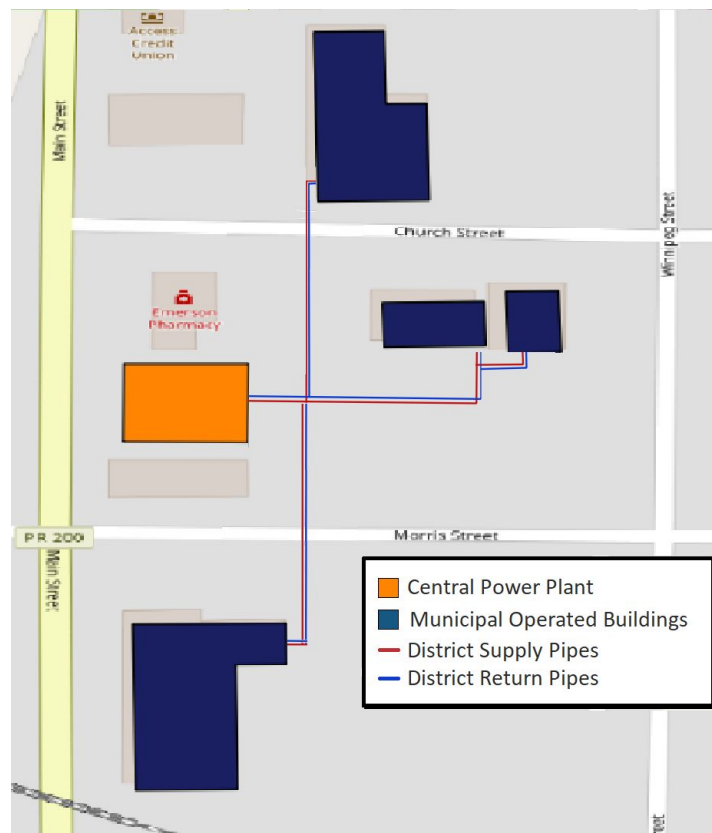 Access
Credit
Union
Main Street
Church Street
Winnipeg Street
Emerson
Pharmacy
PR 200
Morris Street
Main Street
Central Power Plant
Municipal Operated Buildings
District Supply Pipes
District Return Pipes